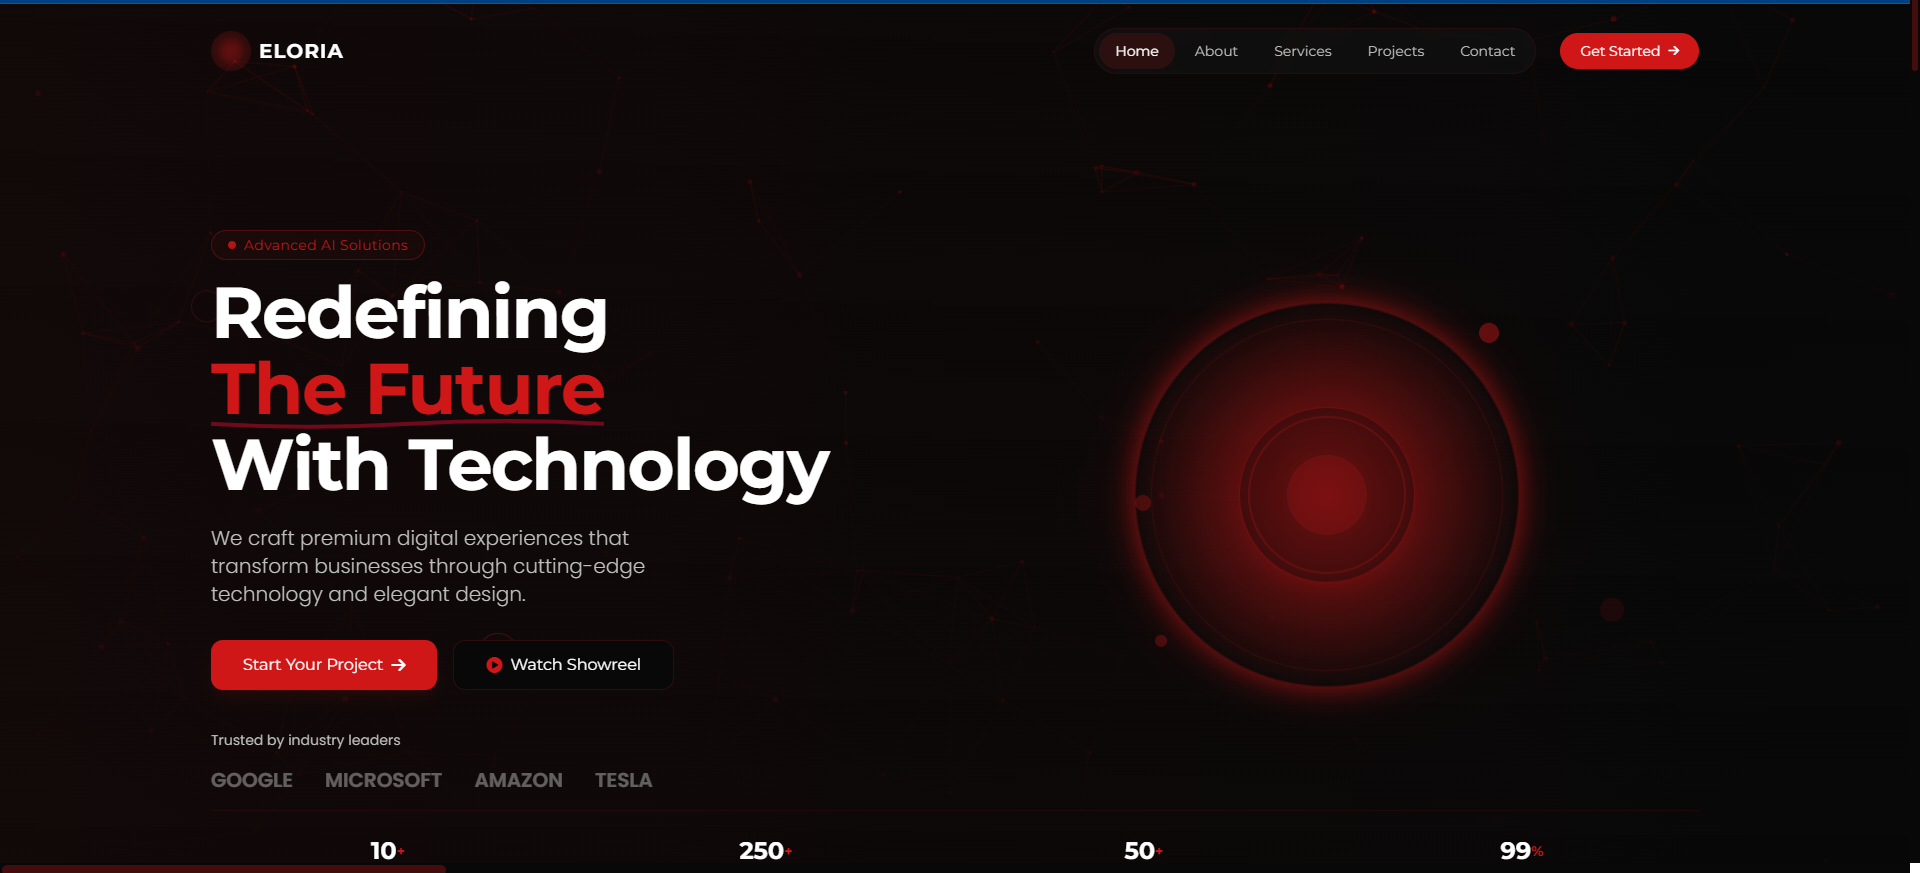 ELORIA
Home About Services Projects Contact Get Started
Advanced AI Solutions
Redefining
The Future
With Technology
We craft premium digital experiences that
transform businesses through cutting-edge
technology and elegant design.
Start Your Project Watch Showreel
Trusted by industry leaders
GOOGLE MICROSOFT AMAZON TESLA
10+ 250+ 50+ 99%